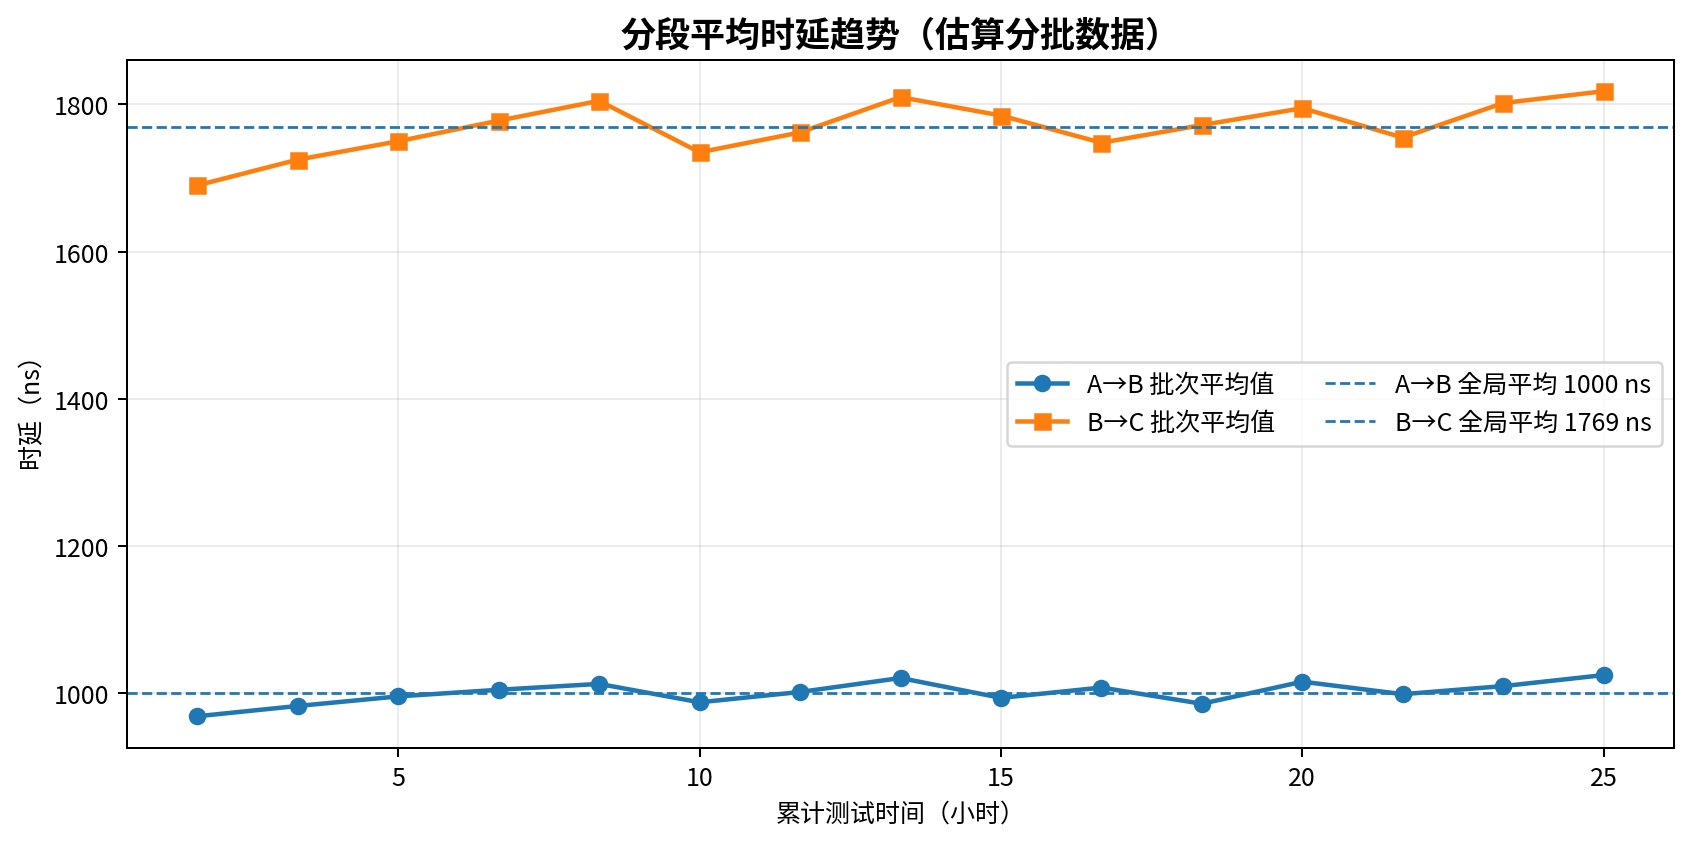 分段平均时延趋势（估算分批数据）
1800
1600
1400
1200
1000
时延（ns）
A→B 批次平均值
B→C 批次平均值
A→B 全局平均 1000 ns
B→C 全局平均 1769 ns
5 10 15 20 25
累计测试时间（小时）